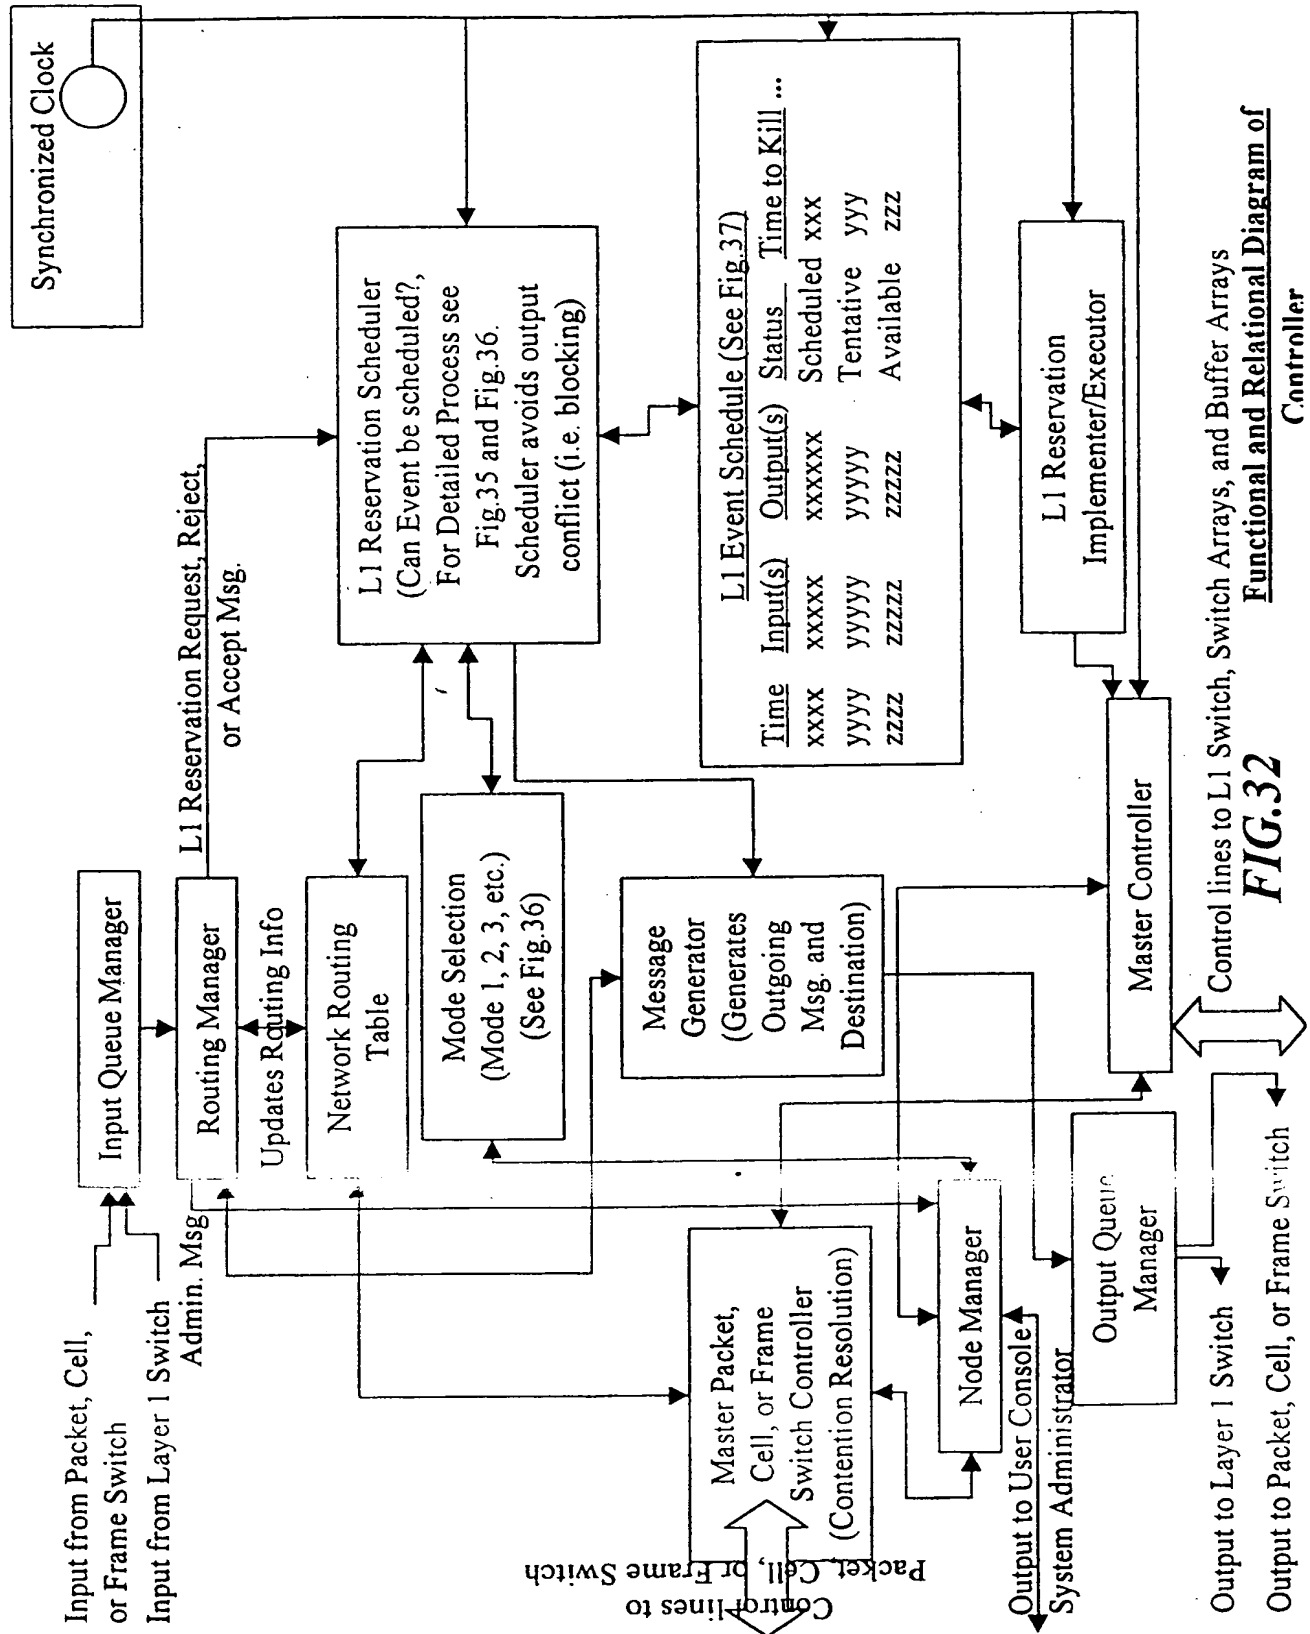 Synchronized Clock
Input from Packet, Cell,
or Frame Switch
Input from Layer 1 Switch
Input Queue Manager
Admin. Msg
Routing Manager
L1 Reservation Request, Reject,
or Accept Msg.
Updates Routing Info
Network Routing
Table
Mode Selection
(Mode 1, 2, 3, etc.)
(See Fig.36)
L1 Reservation Scheduler
(Can Event be scheduled?,
For Detailed Process see
Fig.35 and Fig.36.
Scheduler avoids output
conflict (i.e. blocking)
Message
Generator
(Generates
Outgoing
Msg. and
Destination)
Master Packet,
Cell, or Frame
Switch Controller
(Contention Resolution)
Control lines to
Packet, Cell, or Frame Switch
L1 Event Schedule (See Fig.37)
Time Input(s) Output(s) Status Time to Kill ...
xxxx xxxxx xxxxxx Scheduled xxx
yyyy yyyyy yyyyy Tentative yyy
zzzz zzzzz zzzzz Available zzz
Node Manager
Output to User Console
System Administrator
L1 Reservation
Implementer/Executor
Output Queue
Manager
Master Controller
Output to Layer 1 Switch
Output to Packet, Cell, or Frame Switch
Control lines to L1 Switch, Switch Arrays, and Buffer Arrays
FIG.32
Functional and Relational Diagram of
Controller